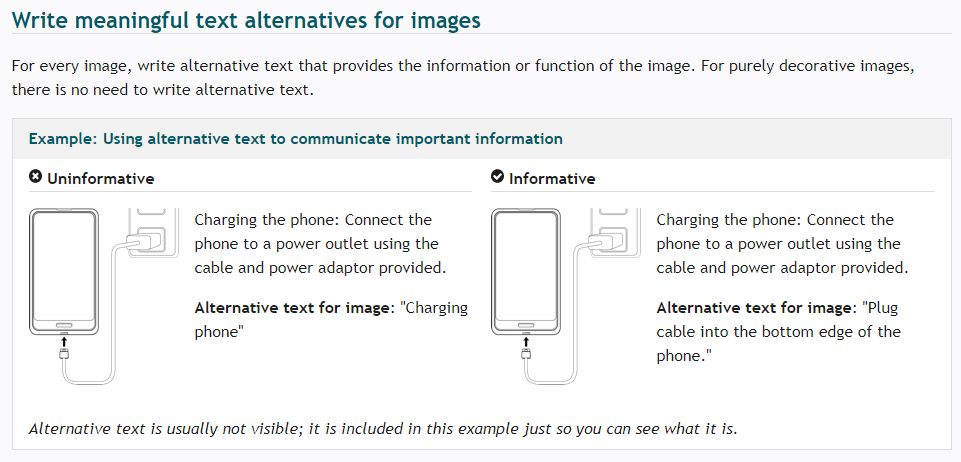 Write meaningful text alternatives for images
For every image, write alternative text that provides the information or function of the image. For purely decorative images,
there is no need to write alternative text.
Example: Using alternative text to communicate important information
Uninformative
Charging the phone: Connect the
phone to a power outlet using the
cable and power adaptor provided.
Alternative text for image: "Charging
phone"
Informative
Charging the phone: Connect the
phone to a power outlet using the
cable and power adaptor provided.
Alternative text for image: "Plug
cable into the bottom edge of the
phone."
Alternative text is usually not visible; it is included in this example just so you can see what it is.